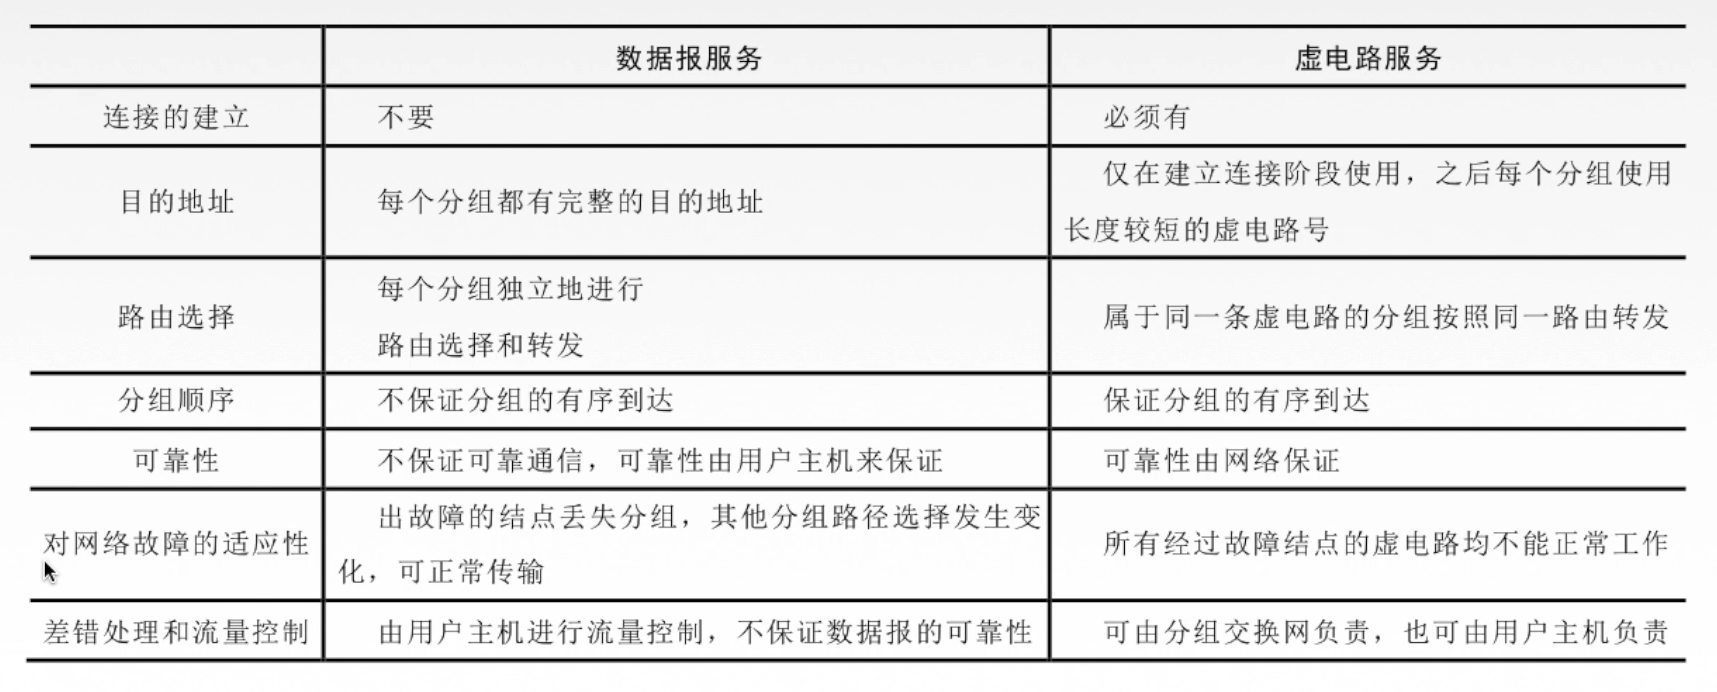 数据报服务
虚电路服务
连接的建立
不要
必须有
目的地址
每个分组都有完整的目的地址
仅在建立连接阶段使用，之后每个分组使用
长度较短的虚电路号
路由选择
每个分组独立地进行
路由选择和转发
属于同一条虚电路的分组按照同一路由转发
分组顺序
不保证分组的有序到达
保证分组的有序到达
可靠性
不保证可靠通信，可靠性由用户主机来保证
可靠性由网络保证
对网络故障的适应性
出故障的结点丢失分组，其他分组路径选择发生变
化，可正常传输
所有经过故障结点的虚电路均不能正常工作
差错处理和流量控制
由用户主机进行流量控制，不保证数据报的可靠性
可由分组交换网负责，也可由用户主机负责